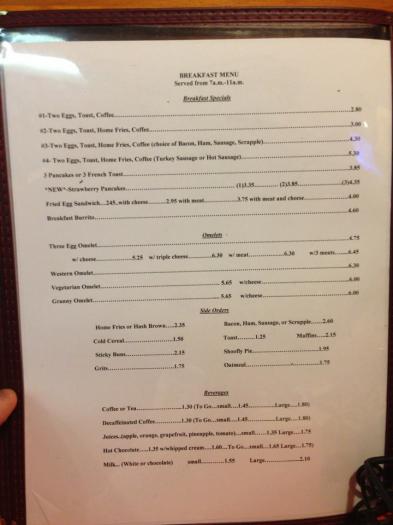 BREAKFAST MENU
Served from 7a.m.-11a.m.
Breakfast Specials
#1-Two Eggs, Toast, Coffee...2.80
#2-Two Eggs, Toast, Home Fries, Coffee...3.00
#3-Two Eggs, Toast, Home Fries, Coffee (choice of Bacon, Ham, Sausage, Scrapple)...4.30
#4- Two Eggs, Toast, Home Fries, Coffee (Turkey Sausage or Hot Sausage)...5.30
3 Pancakes or 3 French Toast...3.85
*NEW*-Strawberry Pancakes...(1)1.35...(2)2.85...(3)4.35
Fried Egg Sandwich...245..with cheese...2.95 with meat...3.75 with meat and cheese...4.00
Breakfast Burrito...4.60
Omelets
Three Egg Omelet...4.75
w/ cheese...5.25 w/ triple cheese...6.30 w/ meat...6.30 w/3 meats...6.45
Western Omelet...6.30
Vegetarian Omelet...5.65 w/cheese...6.00
Granny Omelet...5.65 w/cheese...6.00
Side Orders
Home Fries or Hash Brown...2.35 Bacon, Ham, Sausage, or Scrapple...2.60
Cold Cereal...1.50 Toast...1.25 Muffins...2.15
Sticky Buns...2.15 Shoofly Pie...1.95
Grits...1.75 Oatmeal...1.75
Beverages
Coffee or Tea...1.30 (To Go...small...1.45...Large...1.80)
Decaffeinated Coffee...1.30 (To Go...small...1.45...Large...1.80)
Juices.(apple, orange, grapefruit, pineapple, tomato)...small...1.35 Large...1.75
Hot Chocolate...1.35 w/whipped cream...1.60...To Go...small...1.65 Large...1.75)
Milk... (White or chocolate) small...1.55 Large...2.10